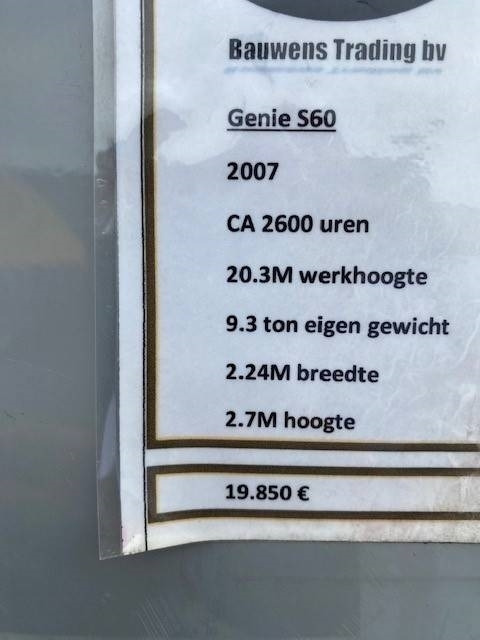 Bauwens Trading bv
Genie S60
2007
CA 2600 uren
20.3M werkhoogte
9.3 ton eigen gewicht
2.24M breedte
2.7M hoogte
19.850 €